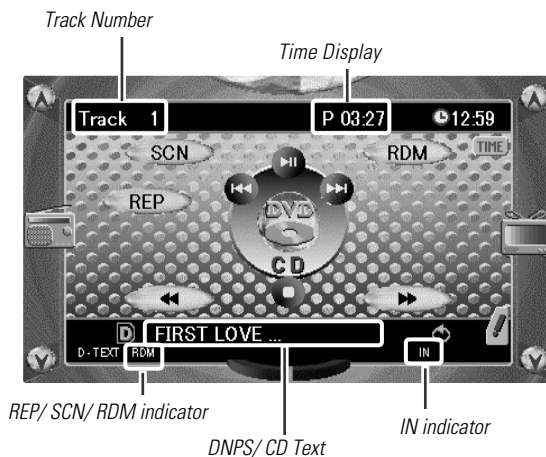 Track Number
Time Display
Track 1
P 03:27
12:59
SCN
RDM
TIME
REP
DVD
CD
D
FIRST LOVE ...
D-TEXT
RDM
IN
REP/ SCN/ RDM indicator
IN indicator
DNPS/ CD Text